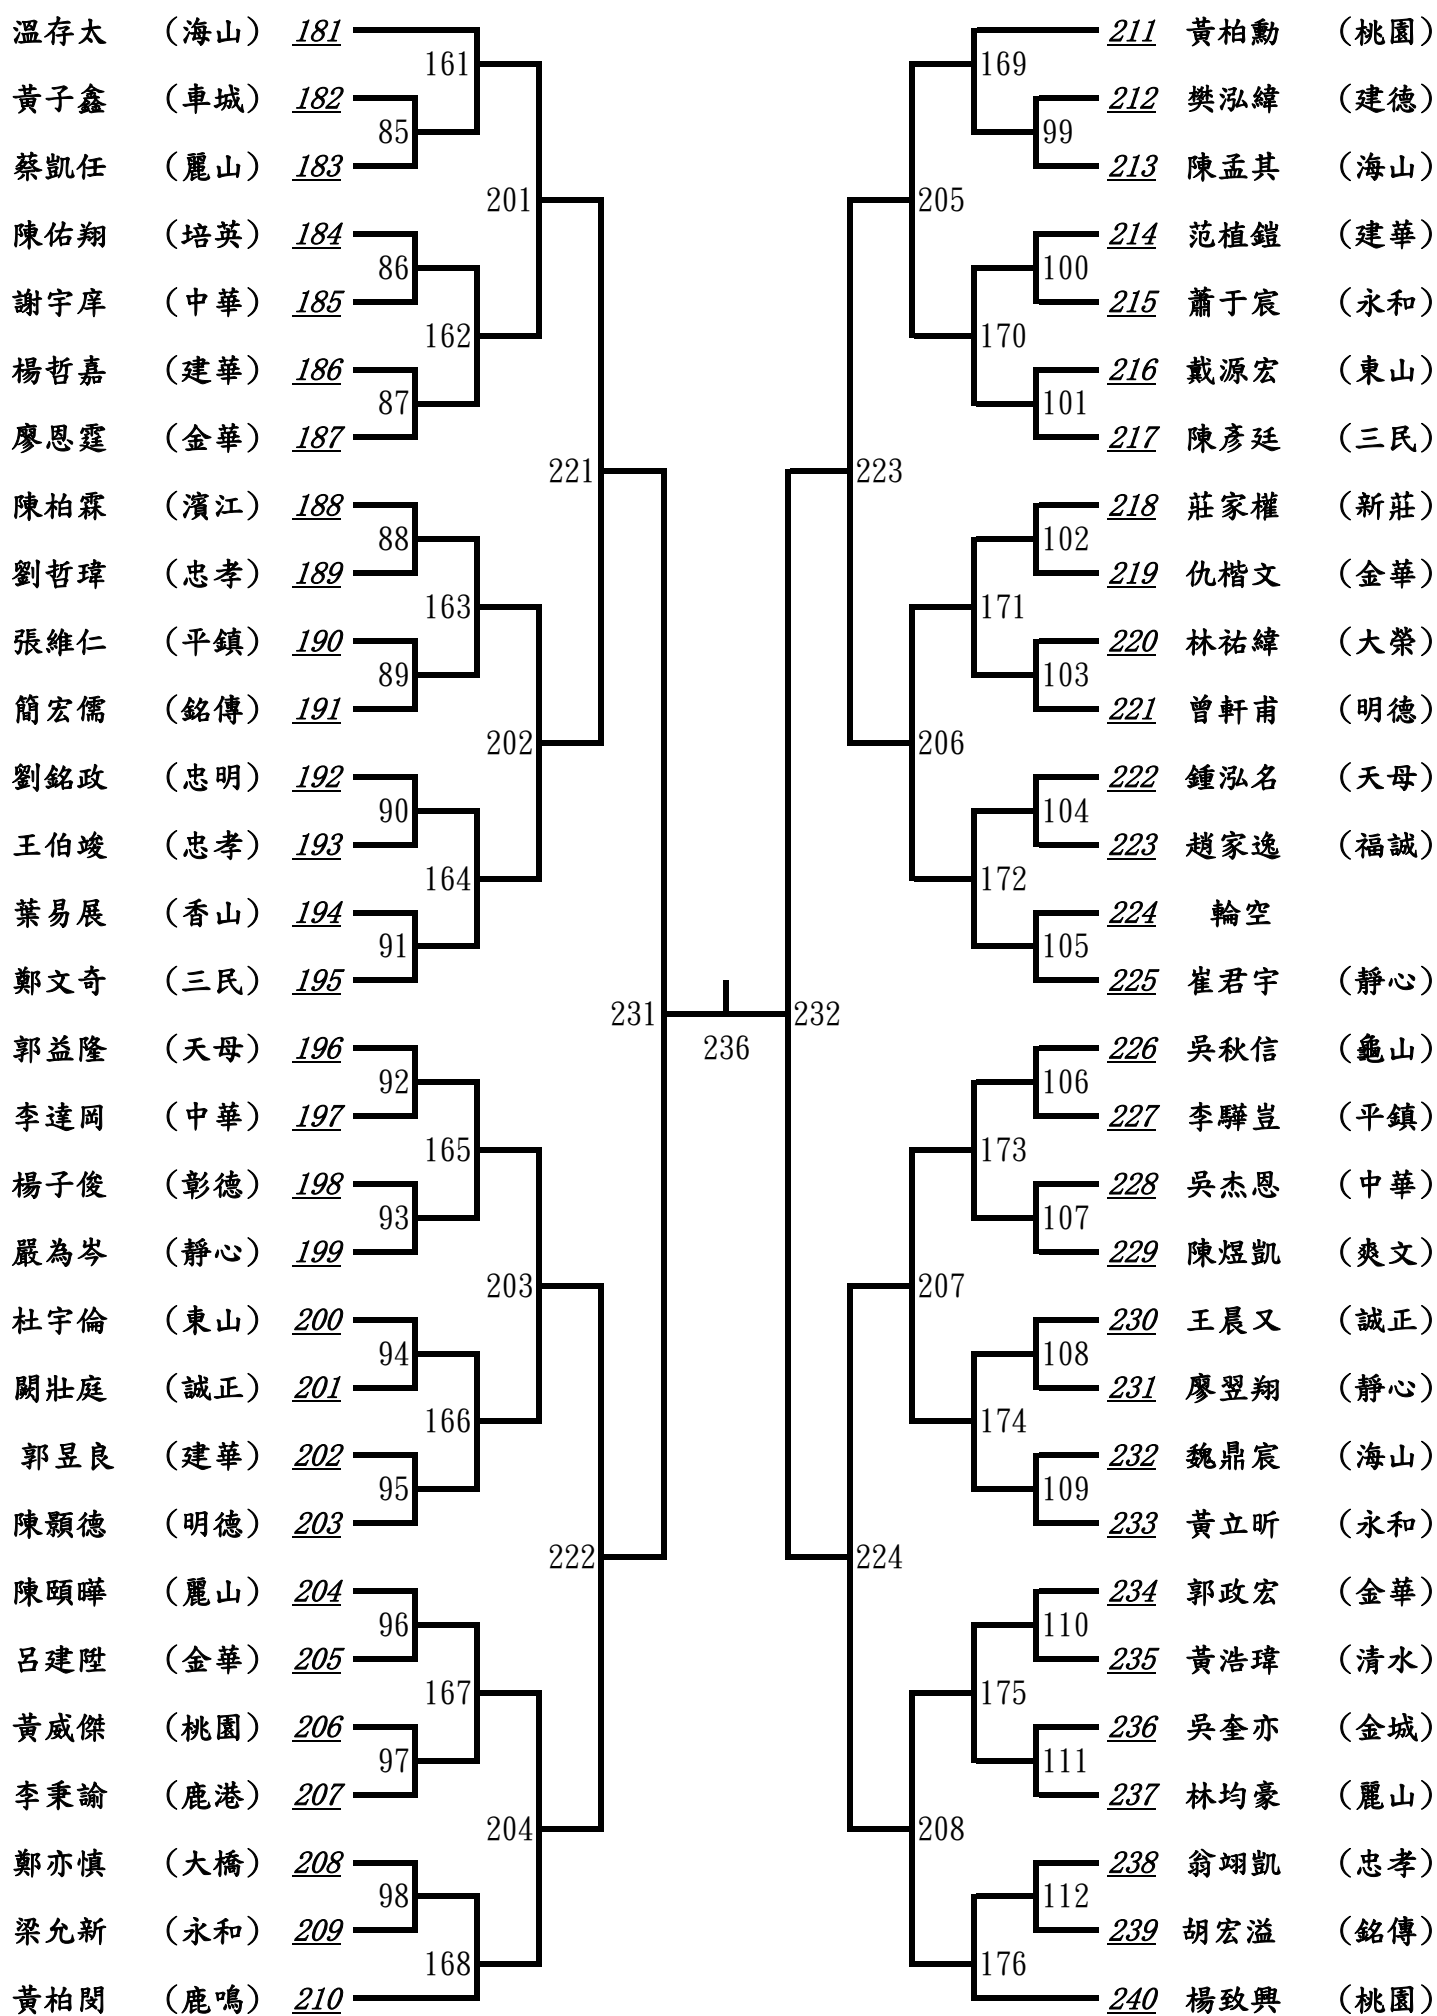 溫存太 (海山) 181
161
黃子鑫 (車城) 182
85
蔡凱任 (麗山) 183
201
陳佑翔 (培英) 184
86
謝宇庠 (中華) 185
162
楊哲嘉 (建華) 186
87
廖恩霆 (金華) 187
221
陳柏霖 (濱江) 188
88
劉哲瑋 (忠孝) 189
163
張維仁 (平鎮) 190
89
簡宏儒 (銘傳) 191
202
劉銘政 (忠明) 192
90
王伯竣 (忠孝) 193
164
葉易展 (香山) 194
91
鄭文奇 (三民) 195
231
郭益隆 (天母) 196
92
李達岡 (中華) 197
165
楊子俊 (彰德) 198
93
嚴為岑 (靜心) 199
203
杜宇倫 (東山) 200
94
闕壯庭 (誠正) 201
166
郭昱良 (建華) 202
95
陳顥德 (明德) 203
222
陳頤曄 (麗山) 204
96
呂建陞 (金華) 205
167
黃威傑 (桃園) 206
97
李秉諭 (鹿港) 207
204
鄭亦慎 (大橋) 208
98
梁允新 (永和) 209
168
黃柏閔 (鹿鳴) 210
236
211 黃柏勳 (桃園)
169
212 樊泓緯 (建德)
99
213 陳孟其 (海山)
205
214 范植鎧 (建華)
100
215 蕭于宸 (永和)
170
216 戴源宏 (東山)
101
217 陳彥廷 (三民)
223
218 莊家權 (新莊)
102
219 仇楷文 (金華)
171
220 林祐緯 (大榮)
103
221 曾軒甫 (明德)
206
222 鍾泓名 (天母)
104
223 趙家逸 (福誠)
172
224 輪空
105
225 崔君宇 (靜心)
232
226 吳秋信 (龜山)
106
227 李驊豈 (平鎮)
173
228 吳杰恩 (中華)
107
229 陳煜凱 (爽文)
207
230 王晨又 (誠正)
108
231 廖翌翔 (靜心)
174
232 魏鼎宸 (海山)
109
233 黃立昕 (永和)
224
234 郭政宏 (金華)
110
235 黃浩瑋 (清水)
175
236 吳奎亦 (金城)
111
237 林均豪 (麗山)
208
238 翁翊凱 (忠孝)
112
239 胡宏溢 (銘傳)
176
240 楊致興 (桃園)